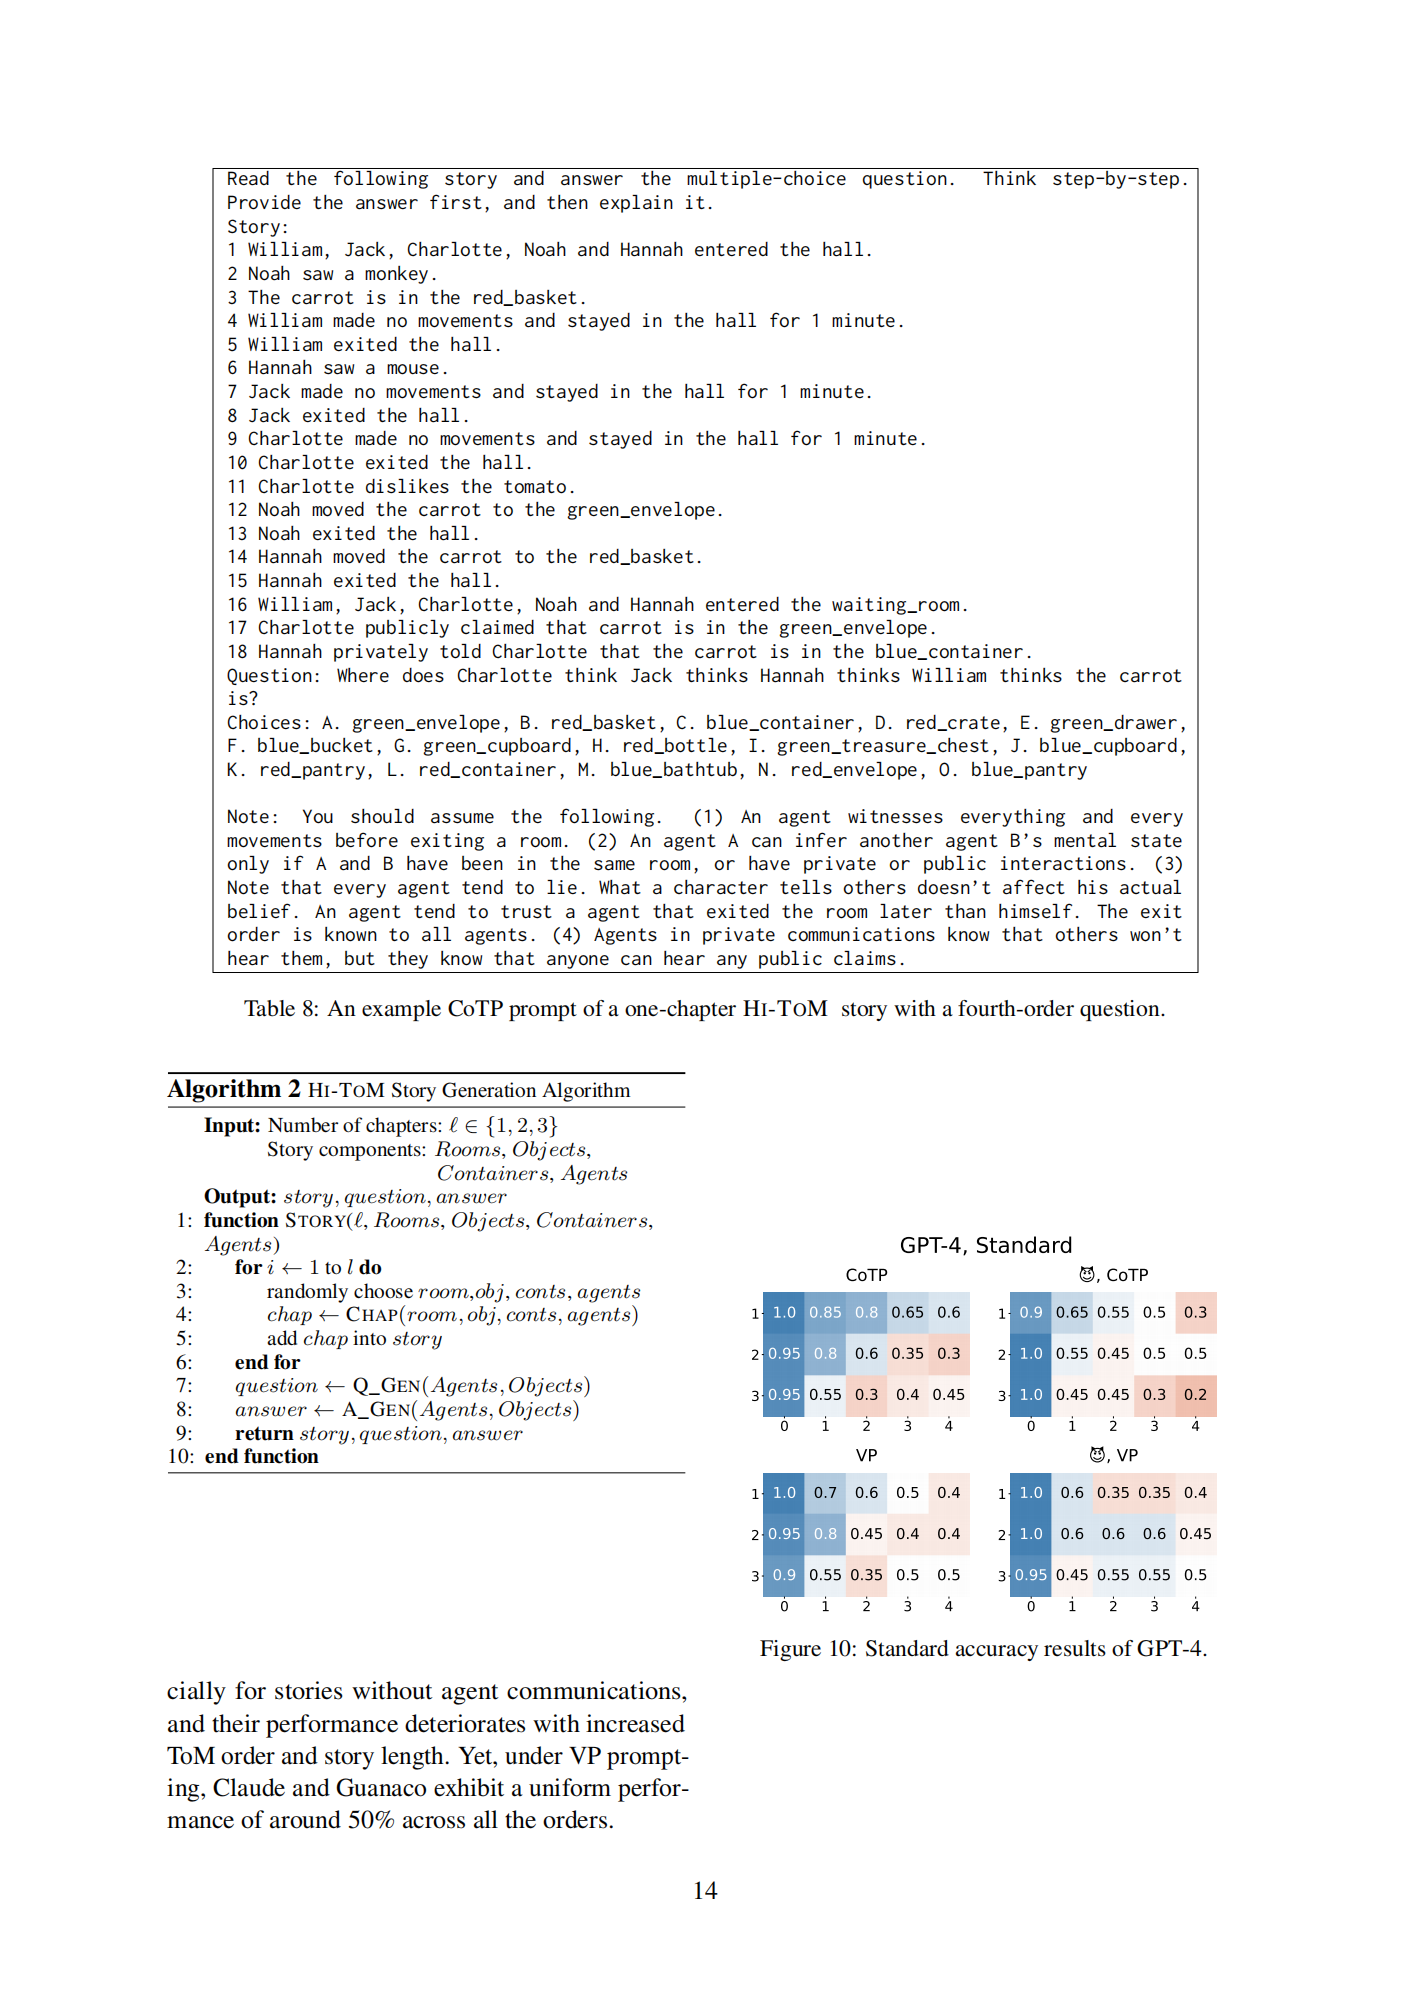 Read the following story and answer the multiple-choice question. Think step-by-step.
Provide the answer first, and then explain it.
Story:
1 William, Jack, Charlotte, Noah and Hannah entered the hall.
2 Noah saw a monkey.
3 The carrot is in the red_basket.
4 William made no movements and stayed in the hall for 1 minute.
5 William exited the hall.
6 Hannah saw a mouse.
7 Jack made no movements and stayed in the hall for 1 minute.
8 Jack exited the hall.
9 Charlotte made no movements and stayed in the hall for 1 minute.
10 Charlotte exited the hall.
11 Charlotte dislikes the tomato.
12 Noah moved the carrot to the green_envelope.
13 Noah exited the hall.
14 Hannah moved the carrot to the red_basket.
15 Hannah exited the hall.
16 William, Jack, Charlotte, Noah and Hannah entered the waiting_room.
17 Charlotte publicly claimed that carrot is in the green_envelope.
18 Hannah privately told Charlotte that the carrot is in the blue_container.
Question: Where does Charlotte think Jack thinks Hannah thinks William thinks the carrot
is?
Choices: A. green_envelope, B. red_basket, C. blue_container, D. red_crate, E. green_drawer,
F. blue_bucket, G. green_cupboard, H. red_bottle, I. green_treasure_chest, J. blue_cupboard,
K. red_pantry, L. red_container, M. blue_bathtub, N. red_envelope, O. blue_pantry
Note: You should assume the following. (1) An agent witnesses everything and every
movements before exiting a room. (2) An agent A can infer another agent B's mental state
only if A and B have been in the same room, or have private or public interactions. (3)
Note that every agent tend to lie. What a character tells others doesn't affect his actual
belief. An agent tend to trust a agent that exited the room later than himself. The exit
order is known to all agents. (4) Agents in private communications know that others won't
hear them, but they know that anyone can hear any public claims.
Table 8: An example CoTP prompt of a one-chapter HI-TOM story with a fourth-order question.
Algorithm 2 HI-TOM Story Generation Algorithm
Input: Number of chapters: ℓ ∈ {1, 2, 3}
Story components: Rooms, Objects,
Containers, Agents
Output: story, question, answer
1: function STORY(ℓ, Rooms, Objects, Containers,
Agents)
2: for i ← 1 to l do
3: randomly choose room,obj, conts, agents
4: chap ← CHAP(room, obj, conts, agents)
5: add chap into story
6: end for
7: question ← Q_GEN(Agents, Objects)
8: answer ← A_GEN(Agents, Objects)
9: return story, question, answer
10: end function
cially for stories without agent communications,
and their performance deteriorates with increased
ToM order and story length. Yet, under VP prompt-
ing, Claude and Guanaco exhibit a uniform perfor-
mance of around 50% across all the orders.
GPT-4, Standard
CoTP
1 1.0 0.85 0.8 0.65 0.6
2 0.95 0.8 0.6 0.35 0.3
3 0.95 0.55 0.3 0.4 0.45
0 1 2 3 4
😈, CoTP
1 0.9 0.65 0.55 0.5 0.3
2 1.0 0.55 0.45 0.5 0.5
3 1.0 0.45 0.45 0.3 0.2
0 1 2 3 4
VP
1 1.0 0.7 0.6 0.5 0.4
2 0.95 0.8 0.45 0.4 0.4
3 0.9 0.55 0.35 0.5 0.5
0 1 2 3 4
😈, VP
1 1.0 0.6 0.35 0.35 0.4
2 1.0 0.6 0.6 0.6 0.45
3 0.95 0.45 0.55 0.55 0.5
0 1 2 3 4
Figure 10: Standard accuracy results of GPT-4.
14